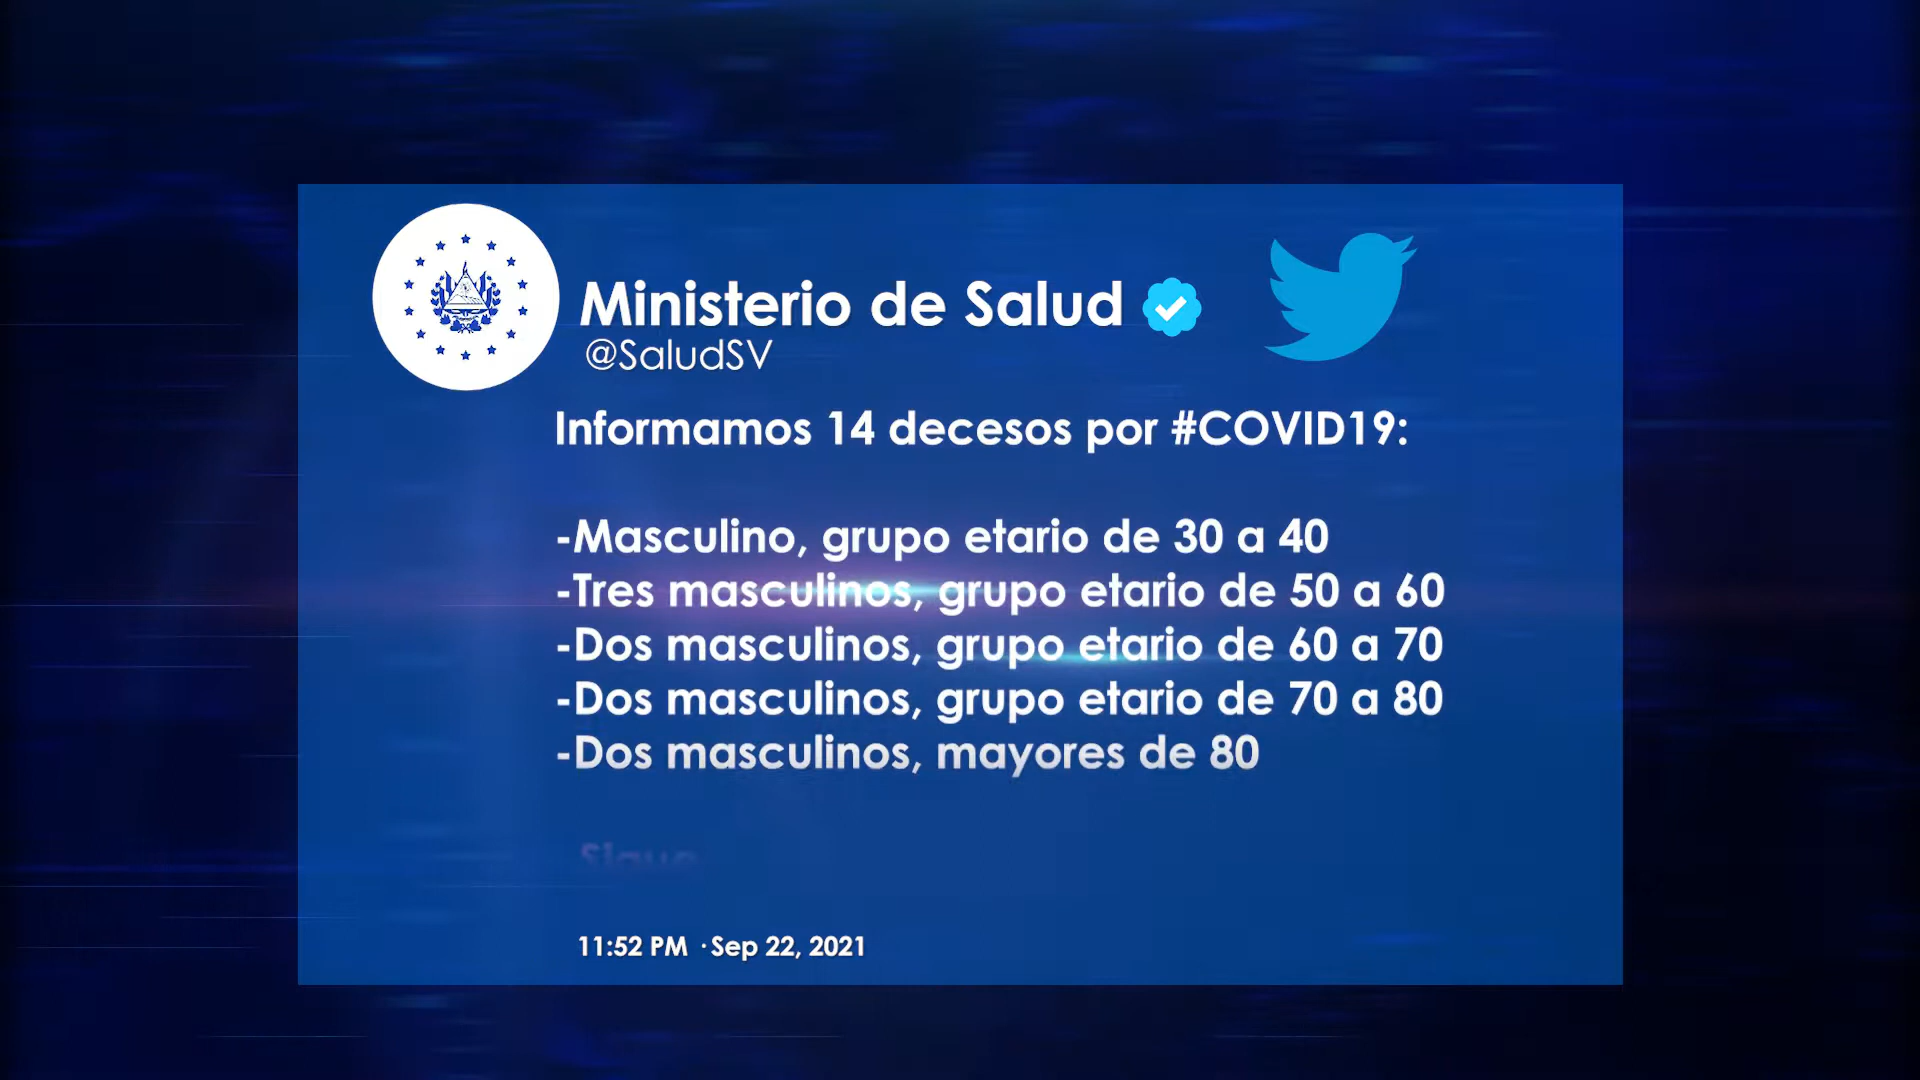 Ministerio de Salud
@SaludSV
Informamos 14 decesos por #COVID19:
-Masculino, grupo etario de 30 a 40
-Tres masculinos, grupo etario de 50 a 60
-Dos masculinos, grupo etario de 60 a 70
-Dos masculinos, grupo etario de 70 a 80
-Dos masculinos, mayores de 80
11:52 PM · Sep 22, 2021